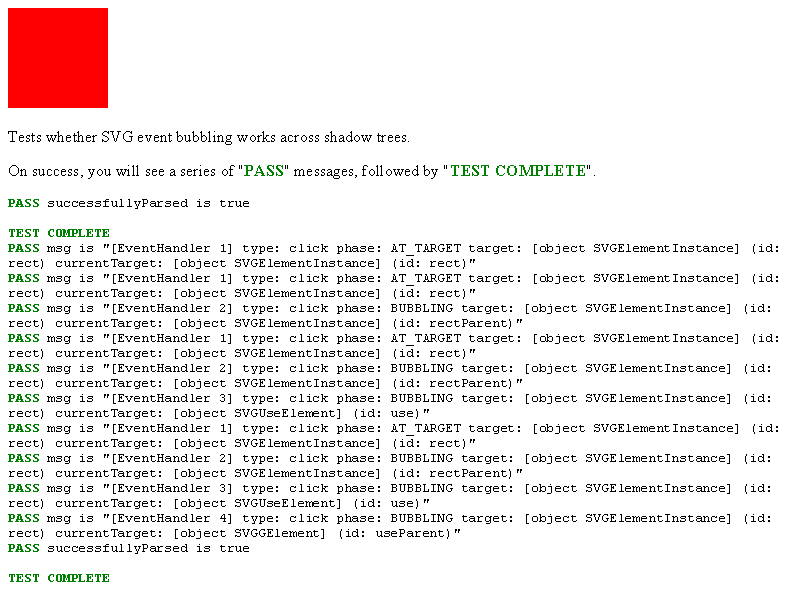 Tests whether SVG event bubbling works across shadow trees.
On success, you will see a series of "PASS" messages, followed by "TEST COMPLETE".
PASS successfullyParsed is true
TEST COMPLETE
PASS msg is "[EventHandler 1] type: click phase: AT_TARGET target: [object SVGElementInstance] (id:
rect) currentTarget: [object SVGElementInstance] (id: rect)"
PASS msg is "[EventHandler 1] type: click phase: AT_TARGET target: [object SVGElementInstance] (id:
rect) currentTarget: [object SVGElementInstance] (id: rect)"
PASS msg is "[EventHandler 2] type: click phase: BUBBLING target: [object SVGElementInstance] (id:
rect) currentTarget: [object SVGElementInstance] (id: rectParent)"
PASS msg is "[EventHandler 1] type: click phase: AT_TARGET target: [object SVGElementInstance] (id:
rect) currentTarget: [object SVGElementInstance] (id: rect)"
PASS msg is "[EventHandler 2] type: click phase: BUBBLING target: [object SVGElementInstance] (id:
rect) currentTarget: [object SVGElementInstance] (id: rectParent)"
PASS msg is "[EventHandler 3] type: click phase: BUBBLING target: [object SVGElementInstance] (id:
rect) currentTarget: [object SVGUseElement] (id: use)"
PASS msg is "[EventHandler 1] type: click phase: AT_TARGET target: [object SVGElementInstance] (id:
rect) currentTarget: [object SVGElementInstance] (id: rect)"
PASS msg is "[EventHandler 2] type: click phase: BUBBLING target: [object SVGElementInstance] (id:
rect) currentTarget: [object SVGElementInstance] (id: rectParent)"
PASS msg is "[EventHandler 3] type: click phase: BUBBLING target: [object SVGElementInstance] (id:
rect) currentTarget: [object SVGUseElement] (id: use)"
PASS msg is "[EventHandler 4] type: click phase: BUBBLING target: [object SVGElementInstance] (id:
rect) currentTarget: [object SVGGElement] (id: useParent)"
PASS successfullyParsed is true
TEST COMPLETE